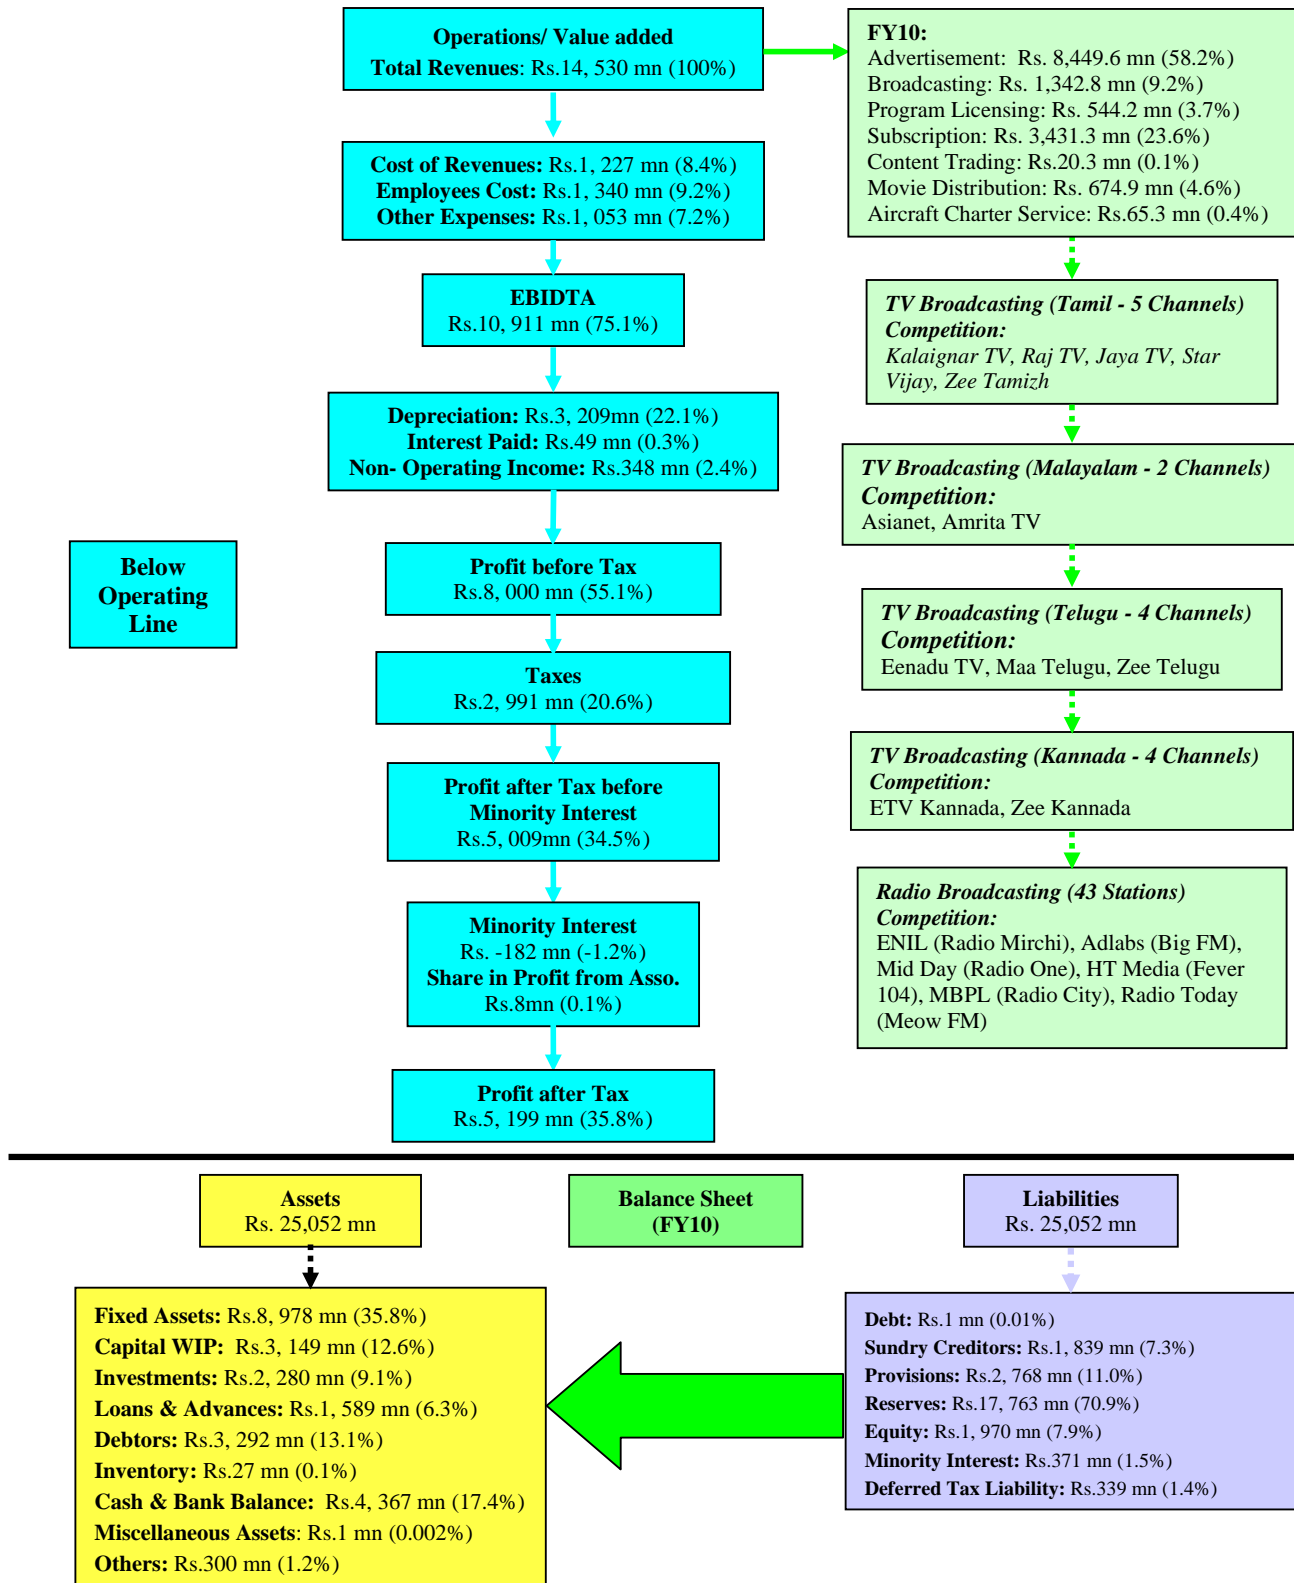 Operations/ Value added
Total Revenues: Rs.14, 530 mn (100%)
Cost of Revenues: Rs.1, 227 mn (8.4%)
Employees Cost: Rs.1, 340 mn (9.2%)
Other Expenses: Rs.1, 053 mn (7.2%)
EBIDTA
Rs.10, 911 mn (75.1%)
Depreciation: Rs.3, 209mn (22.1%)
Interest Paid: Rs.49 mn (0.3%)
Non- Operating Income: Rs.348 mn (2.4%)
Below
Operating
Line
Profit before Tax
Rs.8, 000 mn (55.1%)
Taxes
Rs.2, 991 mn (20.6%)
Profit after Tax before
Minority Interest
Rs.5, 009mn (34.5%)
Minority Interest
Rs. -182 mn (-1.2%)
Share in Profit from Asso.
Rs.8mn (0.1%)
Profit after Tax
Rs.5, 199 mn (35.8%)
FY10:
Advertisement:  Rs. 8,449.6 mn (58.2%)
Broadcasting: Rs. 1,342.8 mn (9.2%)
Program Licensing: Rs. 544.2 mn (3.7%)
Subscription: Rs. 3,431.3 mn (23.6%)
Content Trading: Rs.20.3 mn (0.1%)
Movie Distribution: Rs. 674.9 mn (4.6%)
Aircraft Charter Service: Rs.65.3 mn (0.4%)
TV Broadcasting (Tamil - 5 Channels)
Competition:
Kalaignar TV, Raj TV, Jaya TV, Star
Vijay, Zee Tamizh
TV Broadcasting (Malayalam - 2 Channels)
Competition:
Asianet, Amrita TV
TV Broadcasting (Telugu - 4 Channels)
Competition:
Eenadu TV, Maa Telugu, Zee Telugu
TV Broadcasting (Kannada - 4 Channels)
Competition:
ETV Kannada, Zee Kannada
Radio Broadcasting (43 Stations)
Competition:
ENIL (Radio Mirchi), Adlabs (Big FM),
Mid Day (Radio One), HT Media (Fever
104), MBPL (Radio City), Radio Today
(Meow FM)
Assets
Rs. 25,052 mn
Balance Sheet
(FY10)
Liabilities
Rs. 25,052 mn
Fixed Assets: Rs.8, 978 mn (35.8%)
Capital WIP:  Rs.3, 149 mn (12.6%)
Investments: Rs.2, 280 mn (9.1%)
Loans & Advances: Rs.1, 589 mn (6.3%)
Debtors: Rs.3, 292 mn (13.1%)
Inventory: Rs.27 mn (0.1%)
Cash & Bank Balance:  Rs.4, 367 mn (17.4%)
Miscellaneous Assets: Rs.1 mn (0.002%)
Others: Rs.300 mn (1.2%)
Debt: Rs.1 mn (0.01%)
Sundry Creditors: Rs.1, 839 mn (7.3%)
Provisions: Rs.2, 768 mn (11.0%)
Reserves: Rs.17, 763 mn (70.9%)
Equity: Rs.1, 970 mn (7.9%)
Minority Interest: Rs.371 mn (1.5%)
Deferred Tax Liability: Rs.339 mn (1.4%)